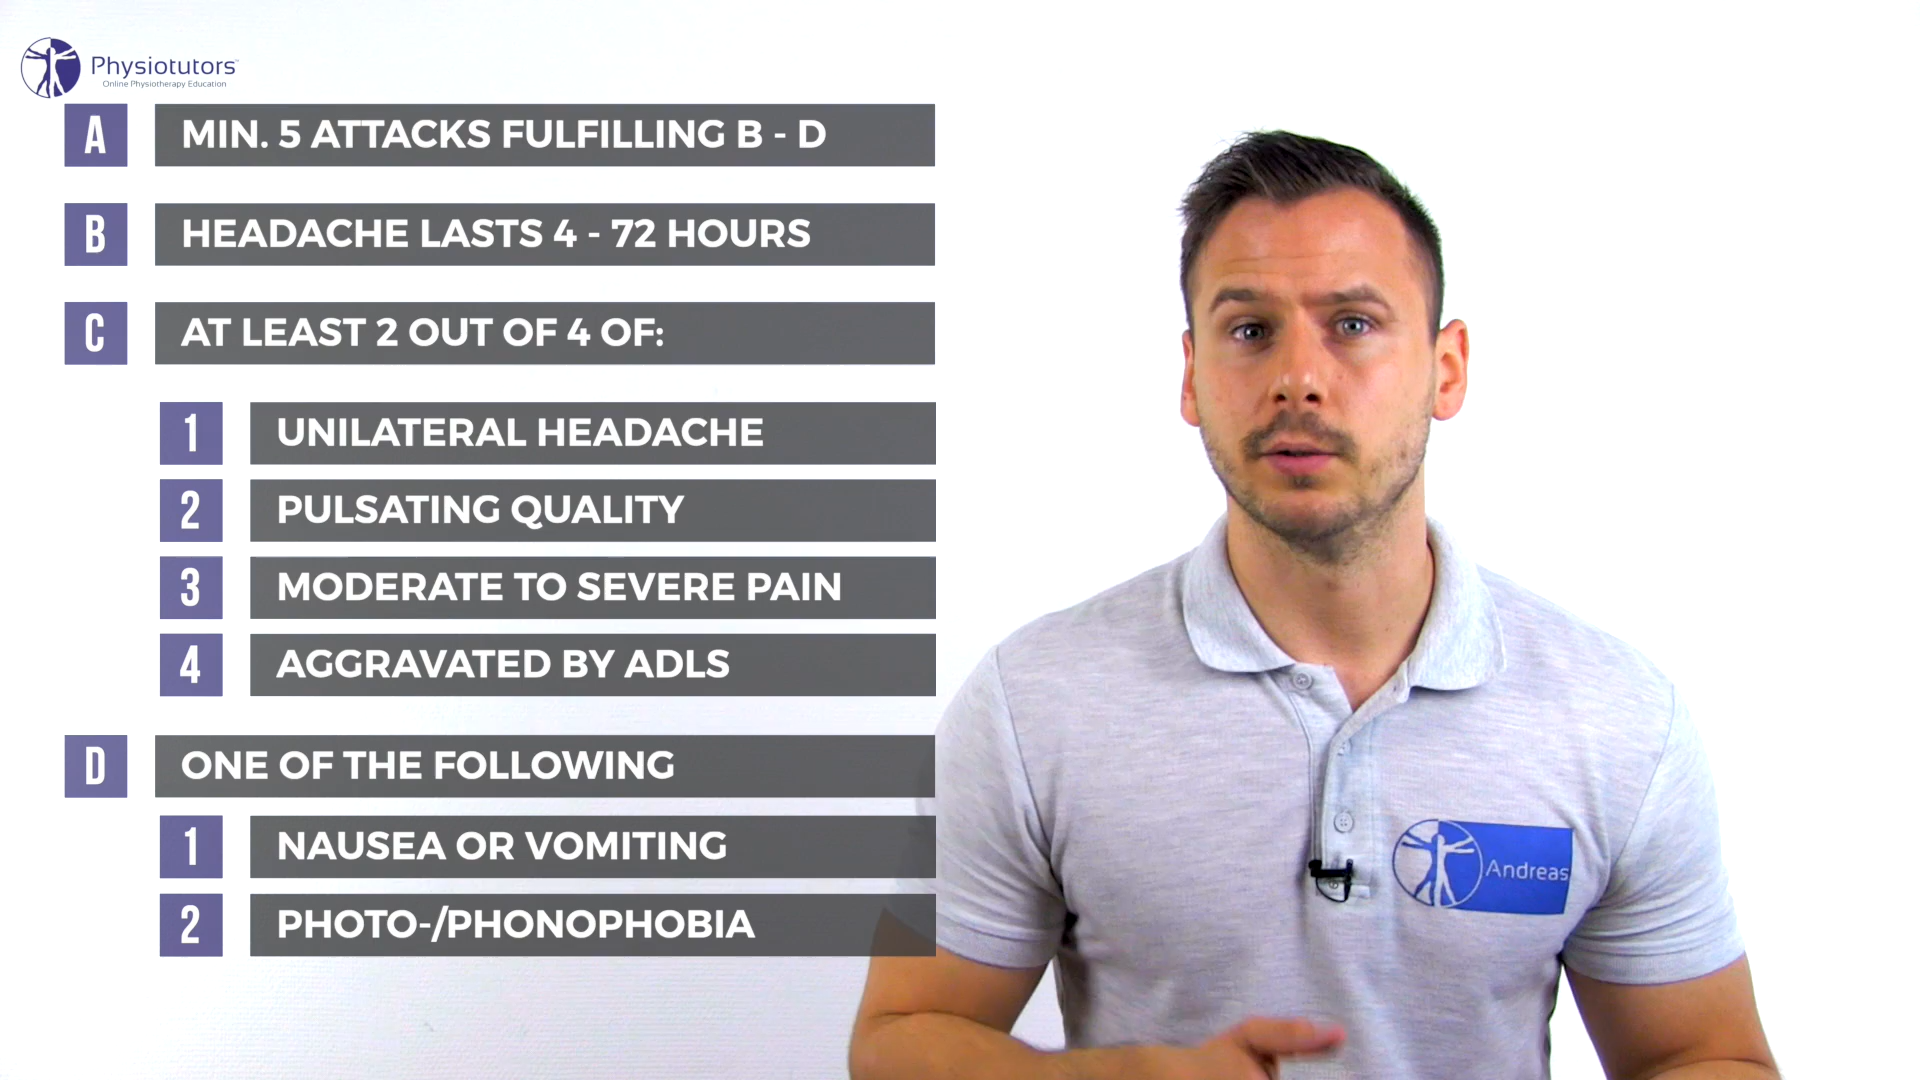 Physiotutors
Online Physiotherapy Education
A MIN. 5 ATTACKS FULFILLING B - D
B HEADACHE LASTS 4 - 72 HOURS
C AT LEAST 2 OUT OF 4 OF:
1 UNILATERAL HEADACHE
2 PULSATING QUALITY
3 MODERATE TO SEVERE PAIN
4 AGGRAVATED BY ADLS
D ONE OF THE FOLLOWING
1 NAUSEA OR VOMITING
2 PHOTO-/PHONOPHOBIA
Andreas